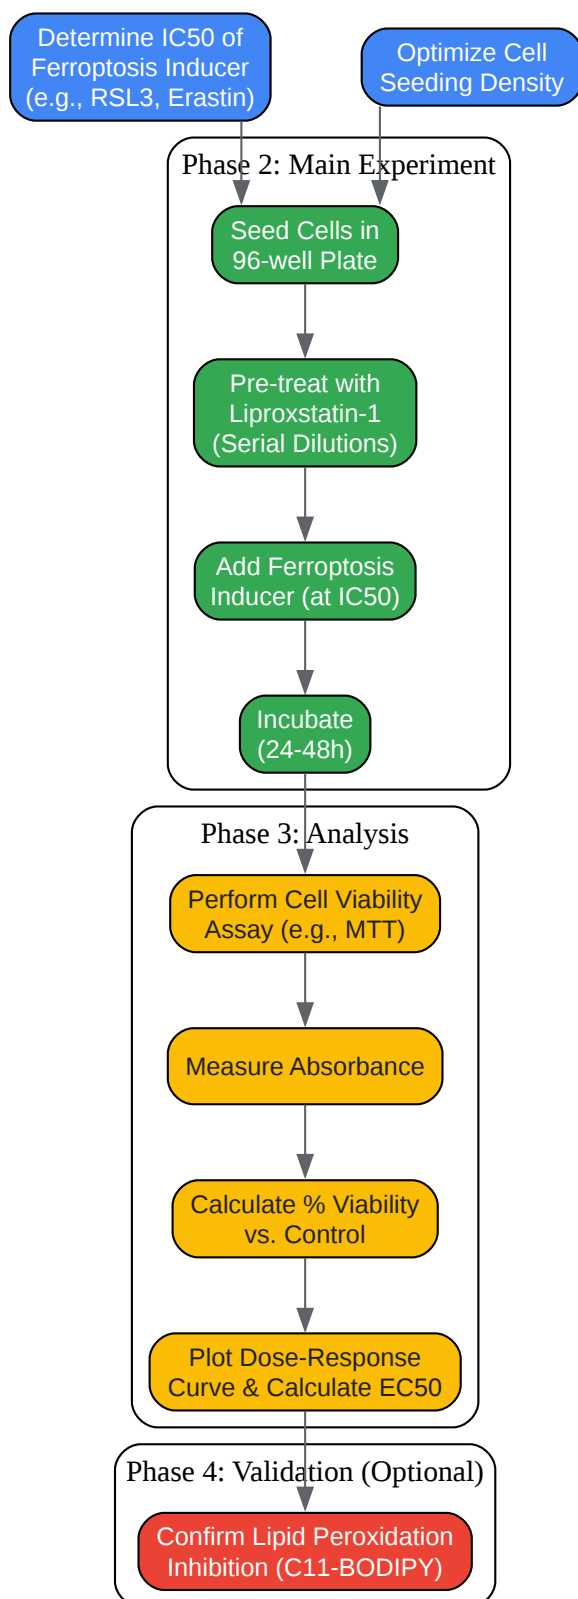 Determine IC50 of
Ferroptosis Inducer
(e.g., RSL3, Erastin)
Optimize Cell
Seeding Density
Phase 2: Main Experiment
Seed Cells in
96-well Plate
Pre-treat with
Liproxstatin-1
(Serial Dilutions)
Add Ferroptosis
Inducer (at IC50)
Incubate
(24-48h)
Phase 3: Analysis
Perform Cell Viability
Assay (e.g., MTT)
Measure Absorbance
Calculate % Viability
vs. Control
Plot Dose-Response
Curve & Calculate EC50
Phase 4: Validation (Optional)
Confirm Lipid Peroxidation
Inhibition (C11-BODIPY)